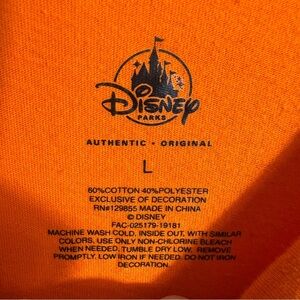 Disney
PARKS
AUTHENTIC • ORIGINAL
L
60%COTTON 40%POLYESTER
EXCLUSIVE OF DECORATION
RN#129855 MADE IN CHINA
© DISNEY
FAC-025179-19181
MACHINE WASH COLD, INSIDE OUT, WITH SIMILAR
COLORS, USE ONLY NON-CHLORINE BLEACH
WHEN NEEDED, TUMBLE DRY LOW, REMOVE
PROMPTLY. LOW IRON IF NEEDED. DO NOT IRON
DECORATION.